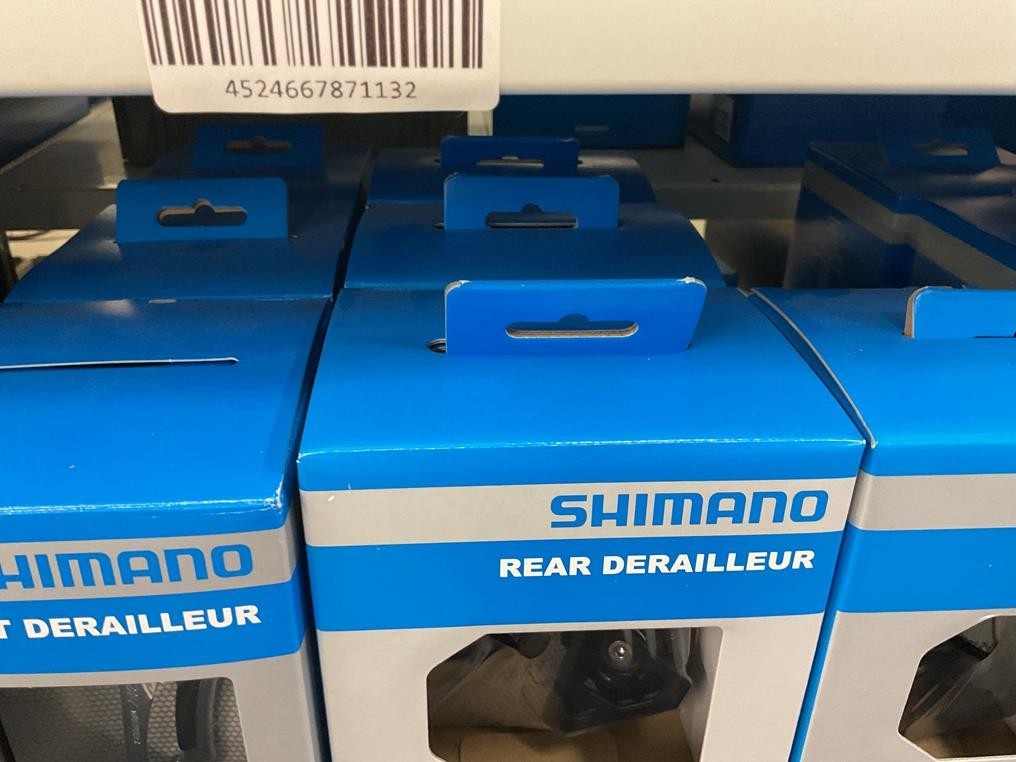 4524667871132
SHIMANO
REAR DERAILLEUR
HIMANO
T DERAILLEUR